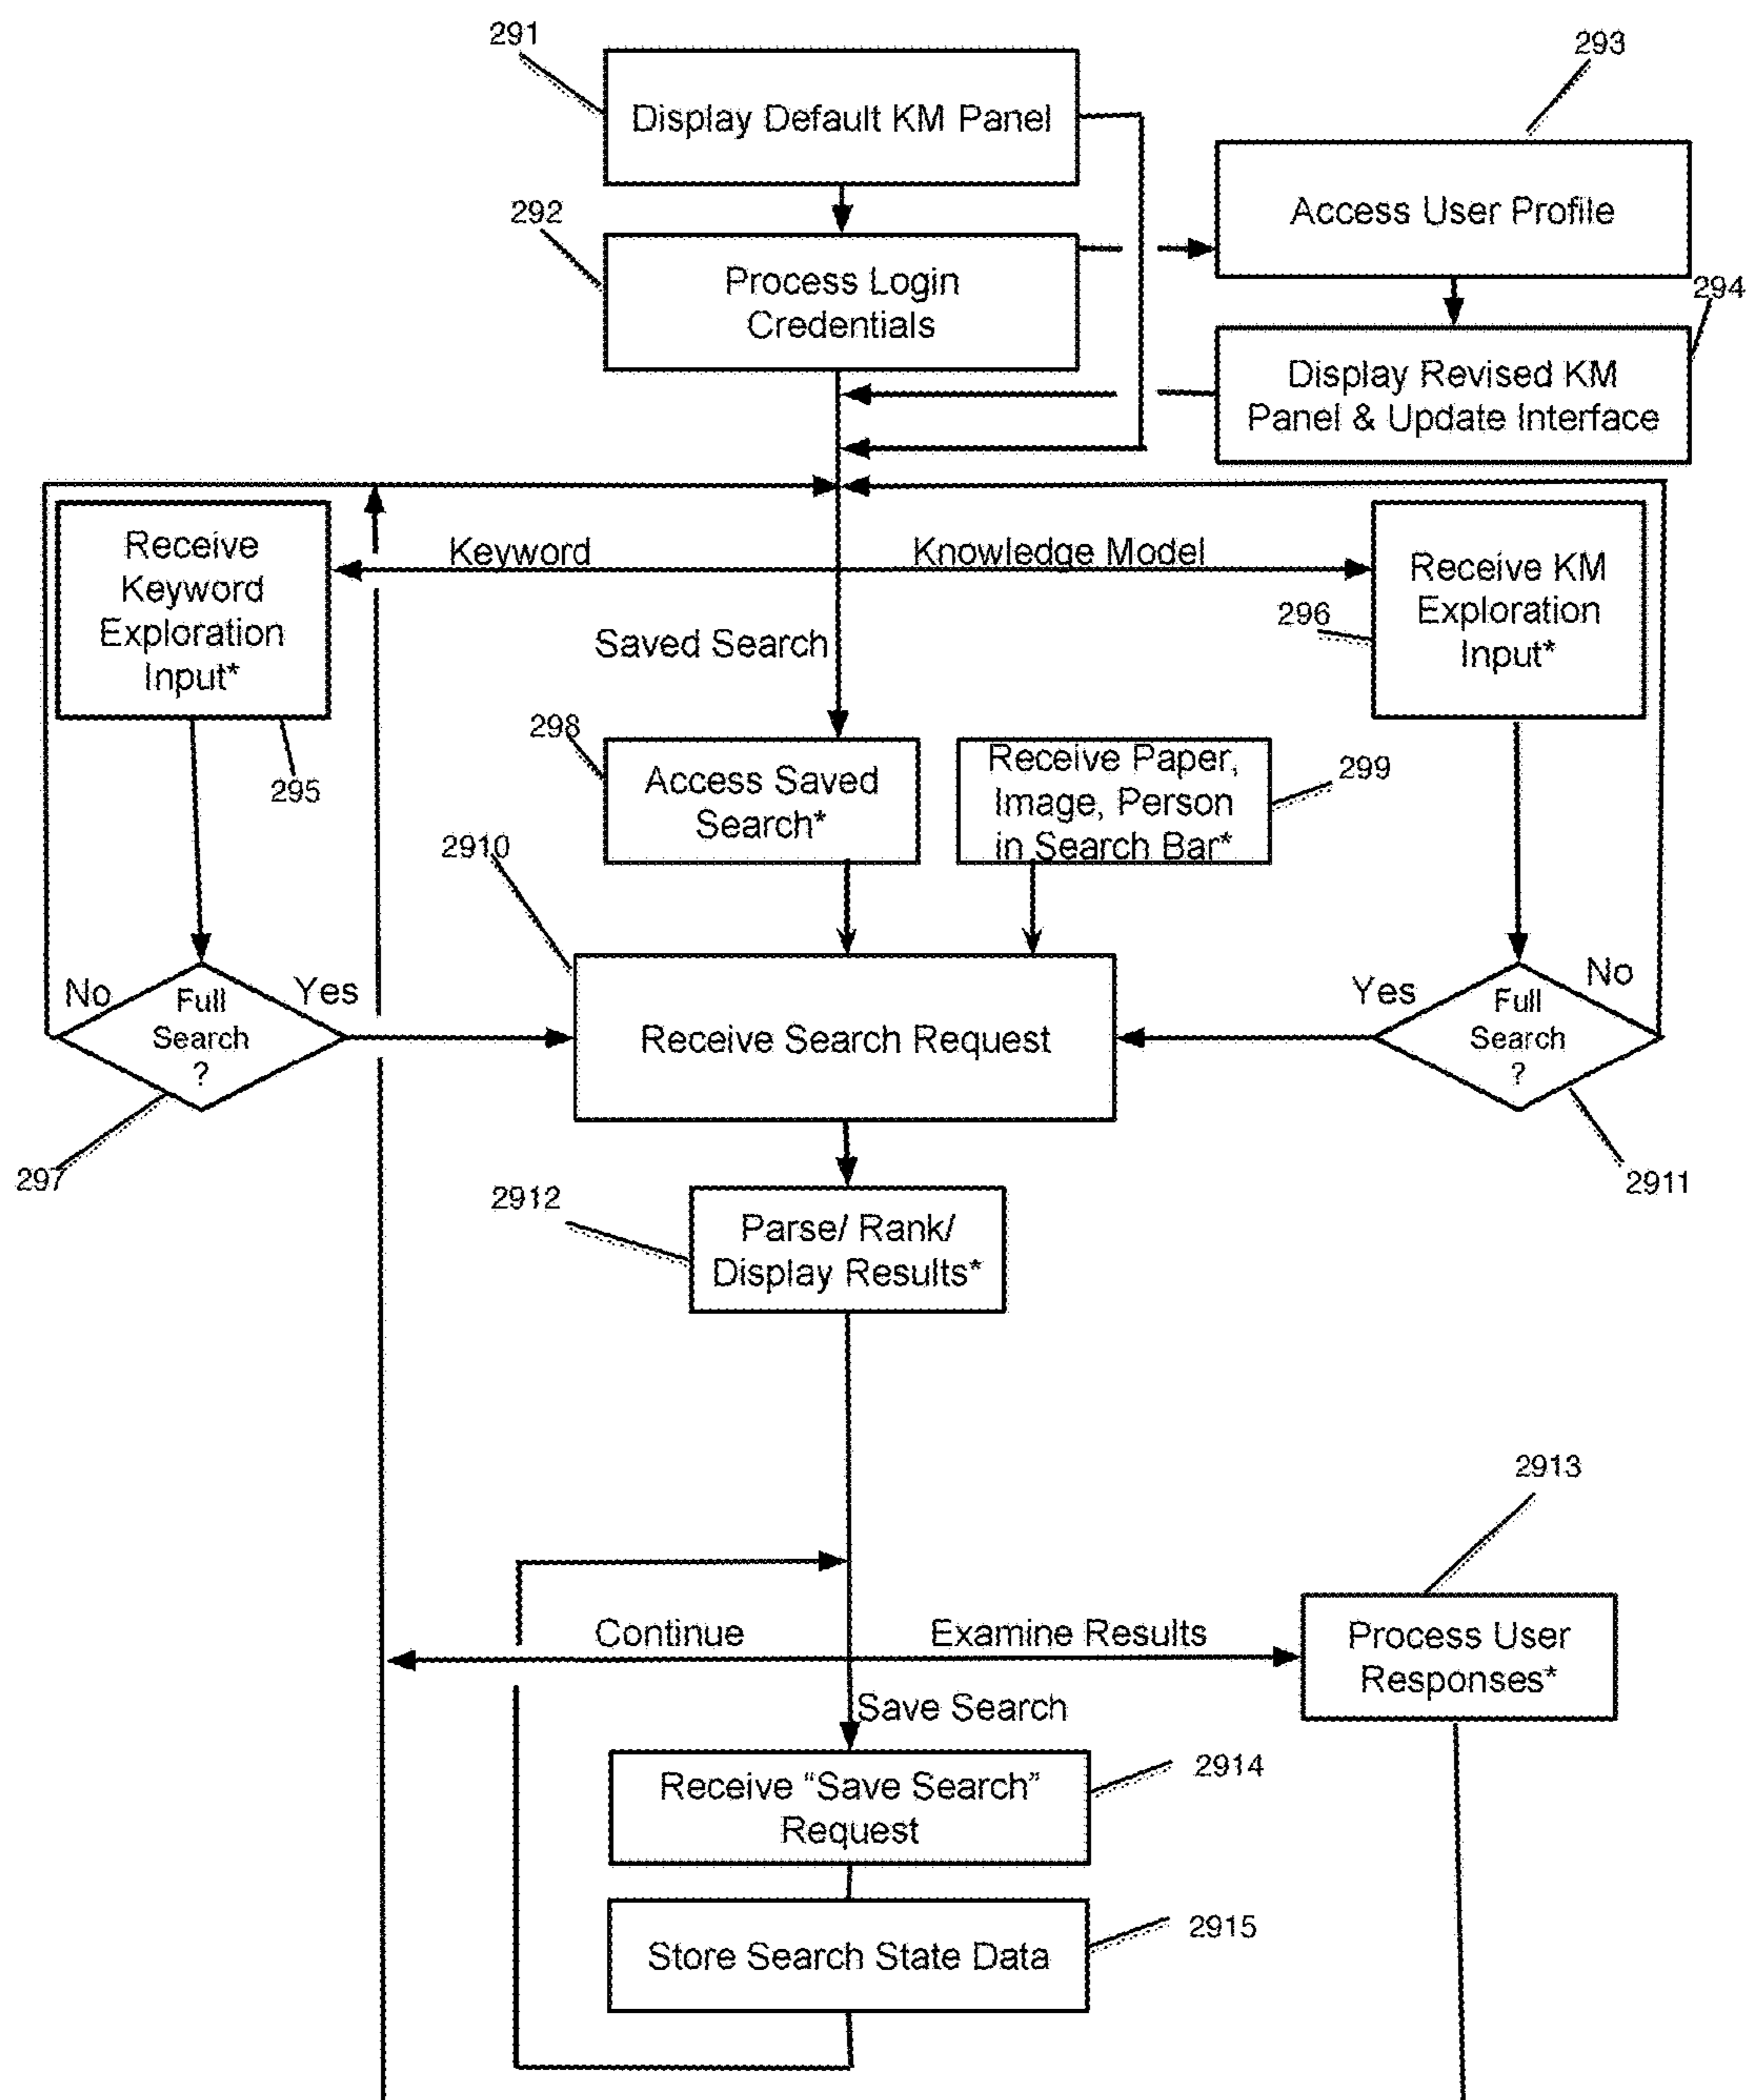 291
Display Default KM Panel
293
Access User Profile
292
Process Login
Credentials
294
Display Revised KM
Panel & Update Interface
Receive
Keyword
Exploration
Input*
295
Keyword
Knowledge Model
Receive KM
Exploration
Input*
296
Saved Search
298
Access Saved
Search*
Receive Paper,
Image, Person
in Search Bar*
299
2910
No
Full
Search
?
Yes
297
Receive Search Request
Yes
Full
Search
?
No
2911
2912
Parse/ Rank/
Display Results*
2913
Continue
Examine Results
Process User
Responses*
Save Search
Receive “Save Search”
Request
2914
Store Search State Data
2915